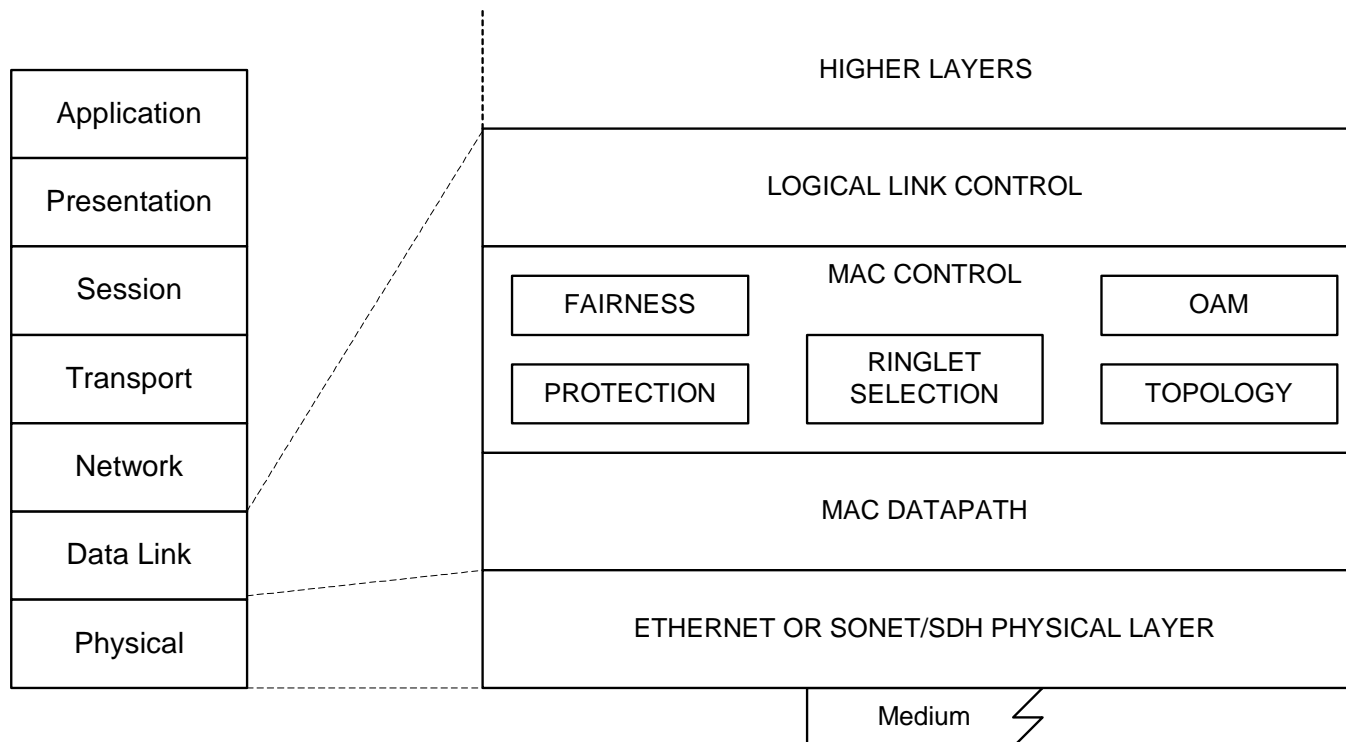 Application
Presentation
Session
Transport
Network
Data Link
Physical
HIGHER LAYERS
LOGICAL LINK CONTROL
MAC CONTROL
FAIRNESS
OAM
PROTECTION
RINGLET
SELECTION
TOPOLOGY
MAC DATAPATH
ETHERNET OR SONET/SDH PHYSICAL LAYER
Medium